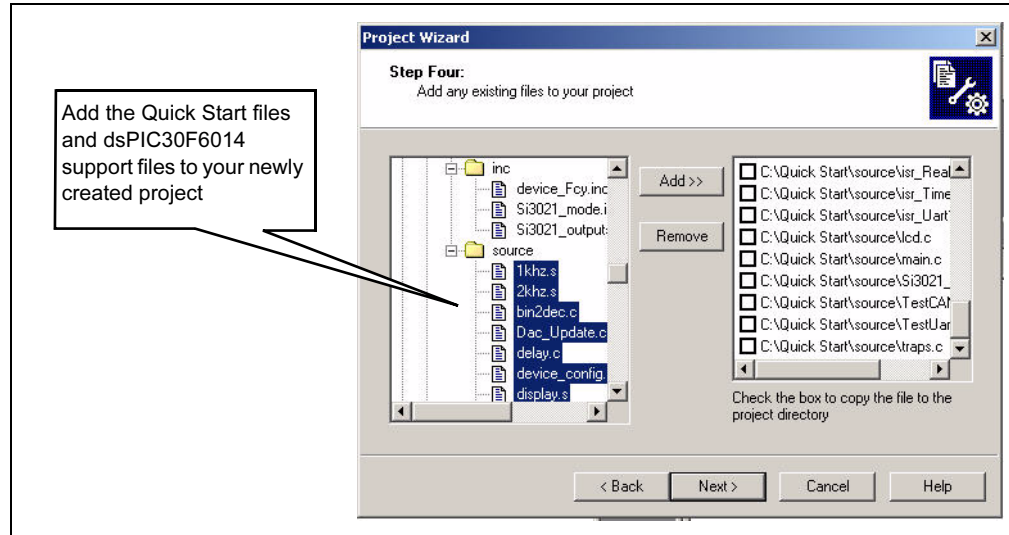 Project Wizard
Step Four:
Add any existing files to your project
Add the Quick Start files
and dsPIC30F6014
support files to your newly
created project
inc
device_Fcy.inc
Si3021_mode.i
Si3021_output
source
1khz.s
2khz.s
bin2dec.c
Dac_Update.c
delay.c
device_config.
display.s
Add >>
Remove
C:\Quick Start\source\isr_Real
C:\Quick Start\source\isr_Time
C:\Quick Start\source\isr_Uart
C:\Quick Start\source\lcd.c
C:\Quick Start\source\main.c
C:\Quick Start\source\Si3021_
C:\Quick Start\source\TestCAN
C:\Quick Start\source\TestUar
C:\Quick Start\source\traps.c
Check the box to copy the file to the
project directory
< Back
Next >
Cancel
Help